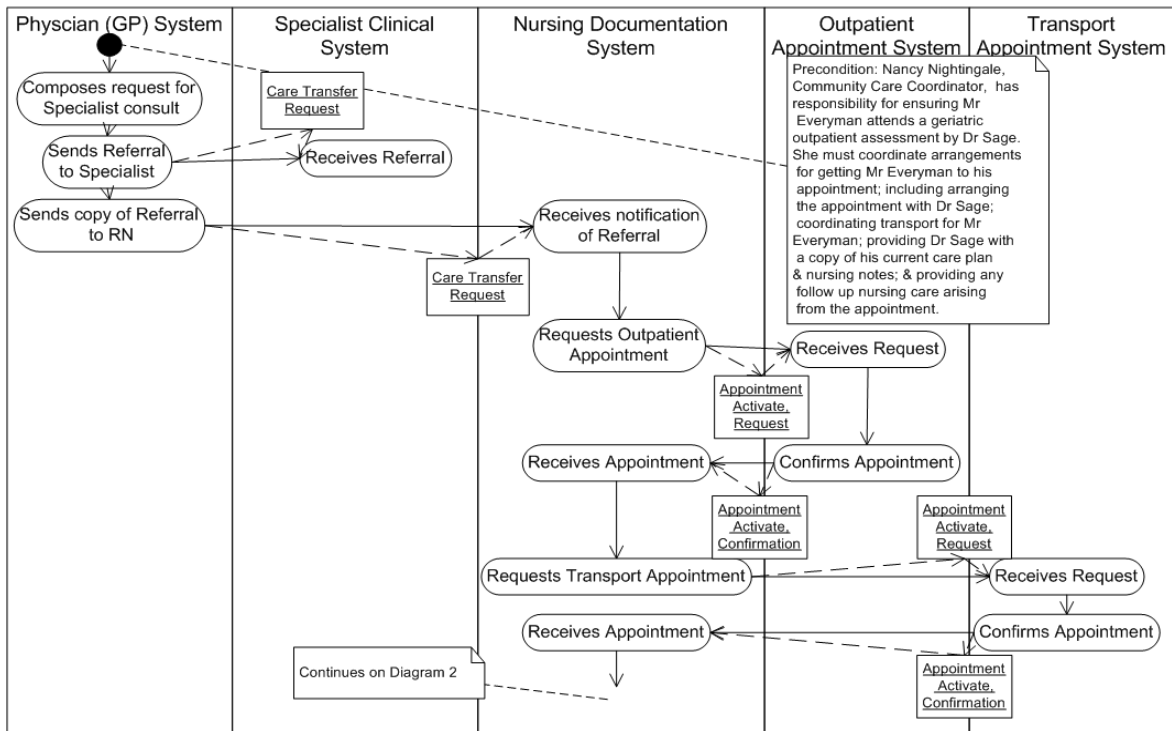 Physcian (GP) System
Specialist Clinical
System
Nursing Documentation
System
Outpatient
Appointment System
Transport
Appointment System
Composes request for
Specialist consult
Care Transfer
Request
Precondition: Nancy Nightingale,
Community Care Coordinator, has
responsibility for ensuring Mr
Everyman attends a geriatric
outpatient assessment by Dr Sage.
She must coordinate arrangements
for getting Mr Everyman to his
appointment; including arranging
the appointment with Dr Sage;
coordinating transport for Mr
Everyman; providing Dr Sage with
a copy of his current care plan
& nursing notes; & providing any
follow up nursing care arising
from the appointment.
Sends Referral
to Specialist
Receives Referral
Sends copy of Referral
to RN
Receives notification
of Referral
Care Transfer
Request
Requests Outpatient
Appointment
Receives Request
Appointment
Activate,
Request
Receives Appointment
Confirms Appointment
Appointment
Activate,
Confirmation
Appointment
Activate,
Request
Requests Transport Appointment
Receives Request
Receives Appointment
Confirms Appointment
Continues on Diagram 2
Appointment
Activate,
Confirmation